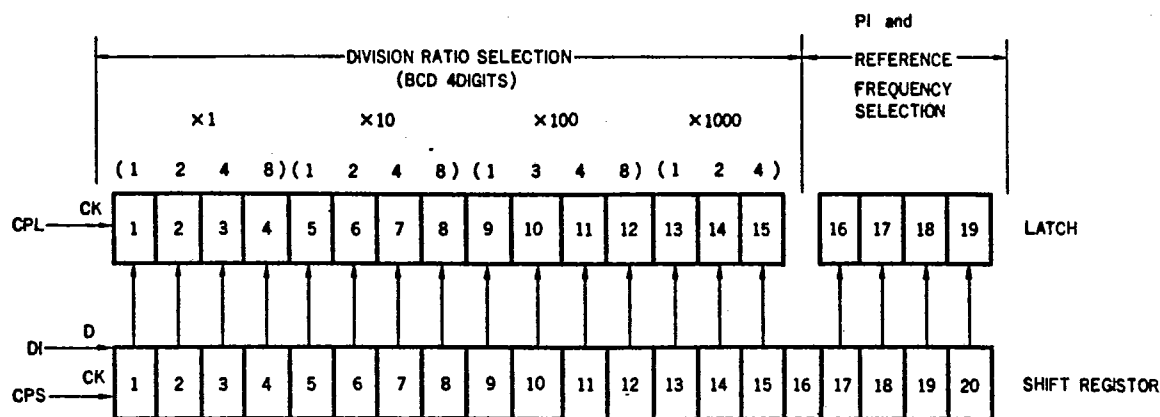 PI and
DIVISION RATIO SELECTION
REFERENCE
(BCD 4DIGITS)
FREQUENCY
SELECTION
×1 ×10 ×100 ×1000
(1 2 4 8)(1 2 4 8)(1 3 4 8)(1 2 4)
CK
CPL
1 2 3 4 5 6 7 8 9 10 11 12 13 14 15 16 17 18 19
LATCH
D
DI
CK
CPS
1 2 3 4 5 6 7 8 9 10 11 12 13 14 15 16 17 18 19 20
SHIFT REGISTOR